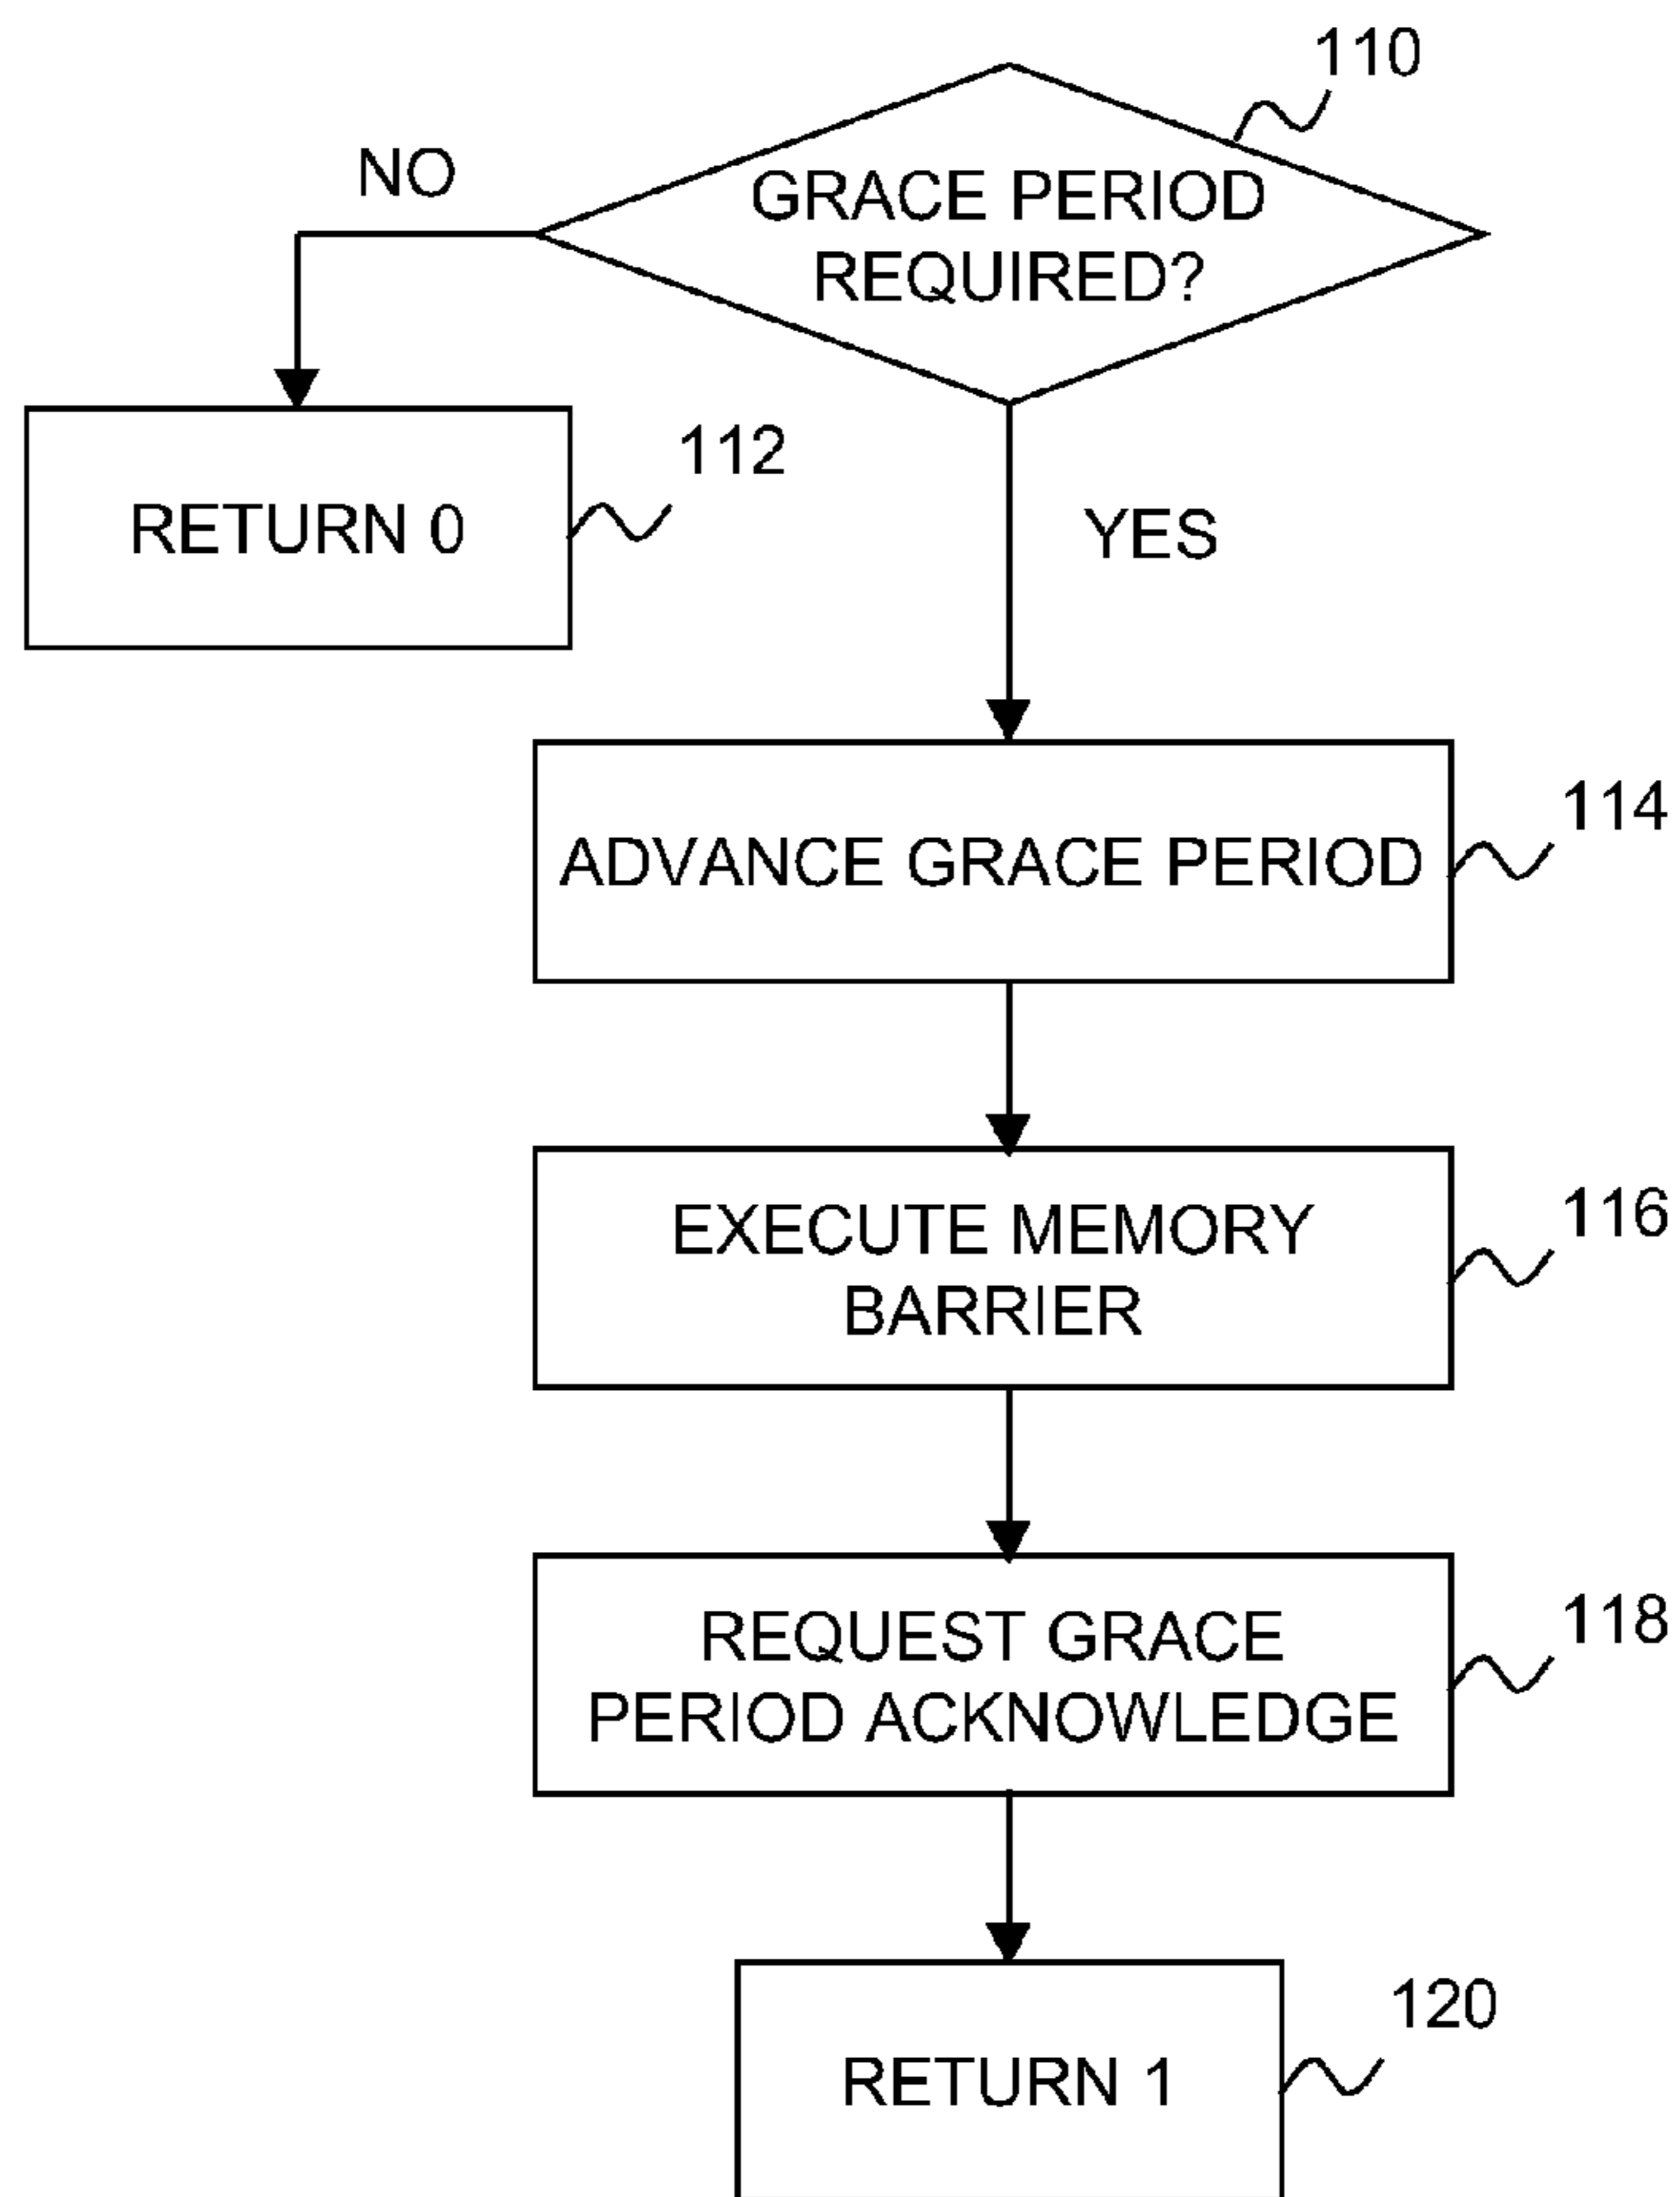 110
NO
GRACE PERIOD
REQUIRED?
112
RETURN 0
YES
114
ADVANCE GRACE PERIOD
116
EXECUTE MEMORY
BARRIER
118
REQUEST GRACE
PERIOD ACKNOWLEDGE
120
RETURN 1